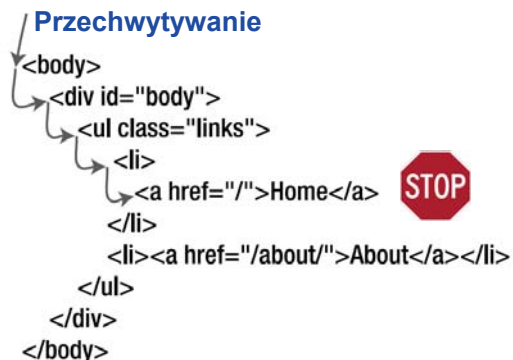 Przechwytywanie
<body>
<div id="body">
<ul class="links">
<li>
<a href="/">Home</a> STOP
</li>
<li><a href="/about/">About</a></li>
</ul>
</div>
</body>